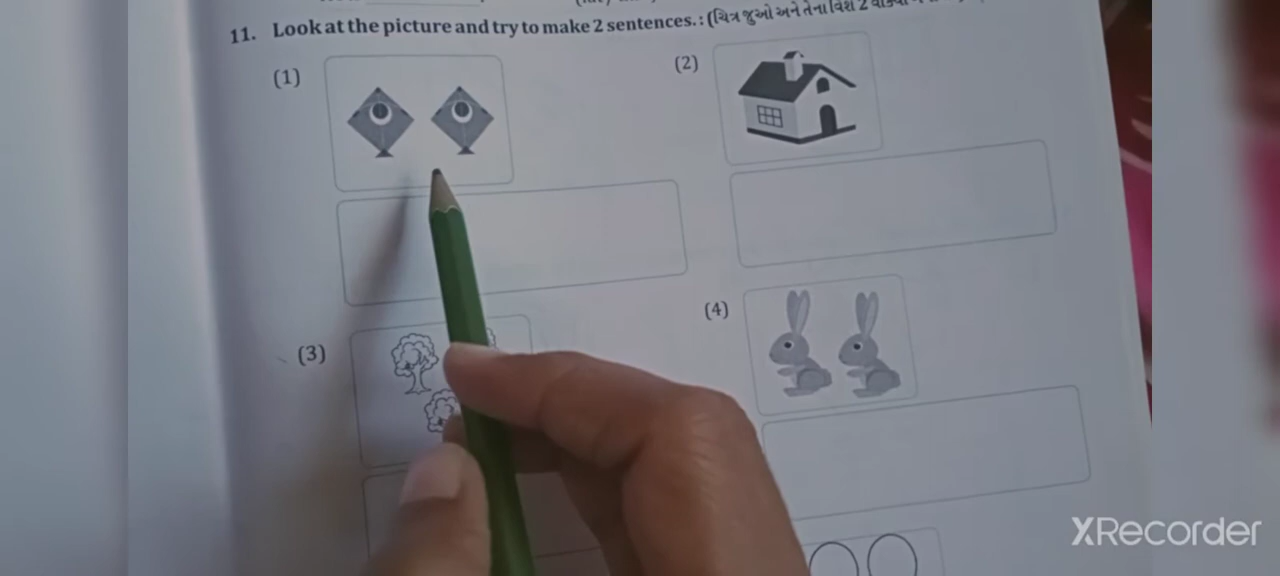 11. Look at the picture and try to make 2 sentences. : (ચિત્ર જુઓ અને તેના વિશે 2
(1)
(2)
(3)
(4)
XRecorder